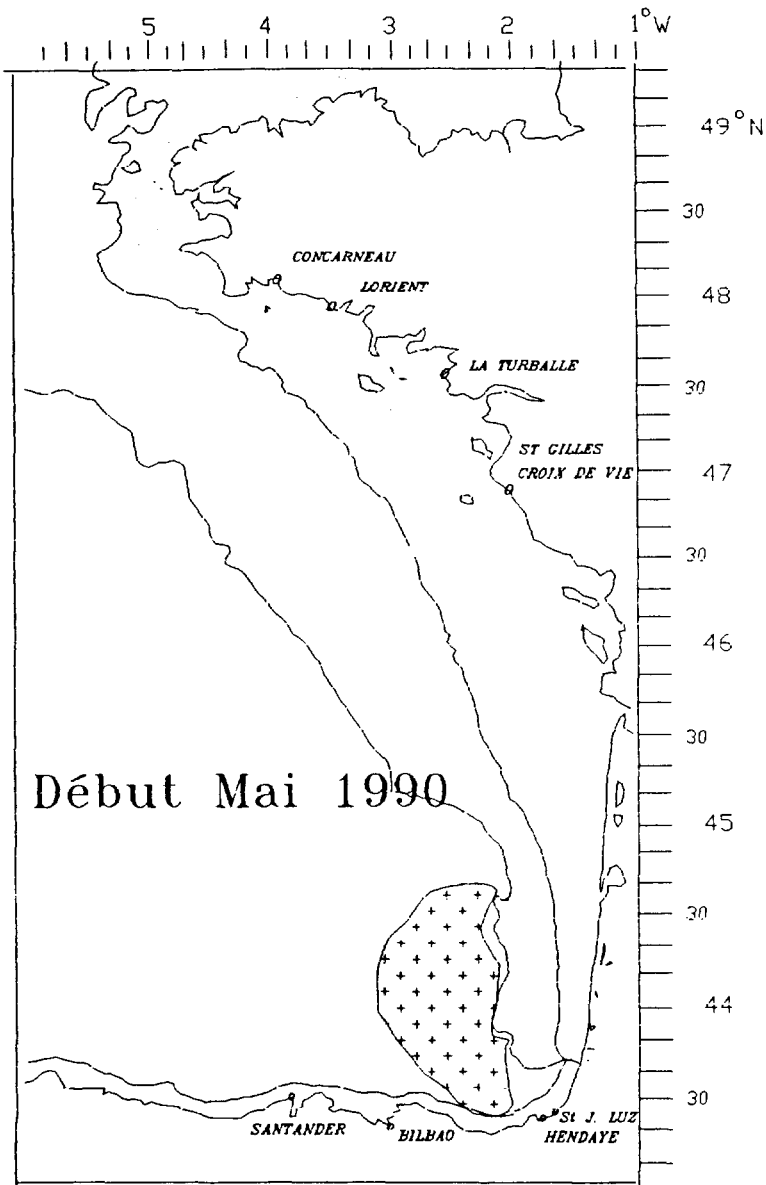 5 4 3 2 1°W
49°N
30
CONCARNEAU
LORIENT
48
LA TURBALLE
30
ST GILLES
CROIX DE VIE
47
30
46
30
Début Mai 1990
45
30
44
30
SANTANDER
BILBAO
St J. LUZ
HENDAYE